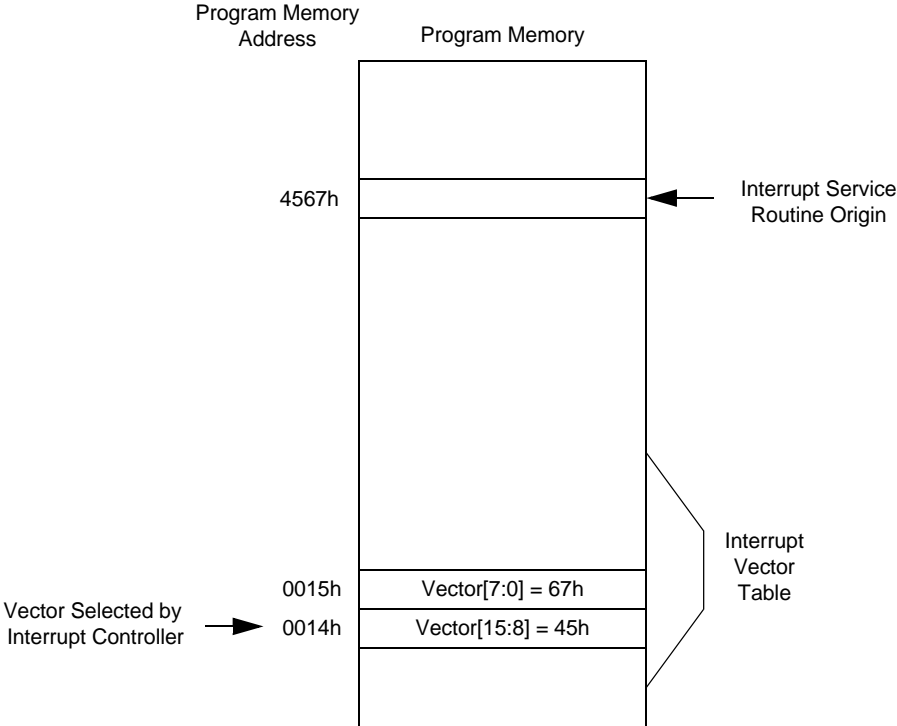 Program Memory
Address
Program Memory
4567h
Interrupt Service
Routine Origin
Interrupt
Vector
Table
0015h
Vector[7:0] = 67h
Vector Selected by
Interrupt Controller
0014h
Vector[15:8] = 45h